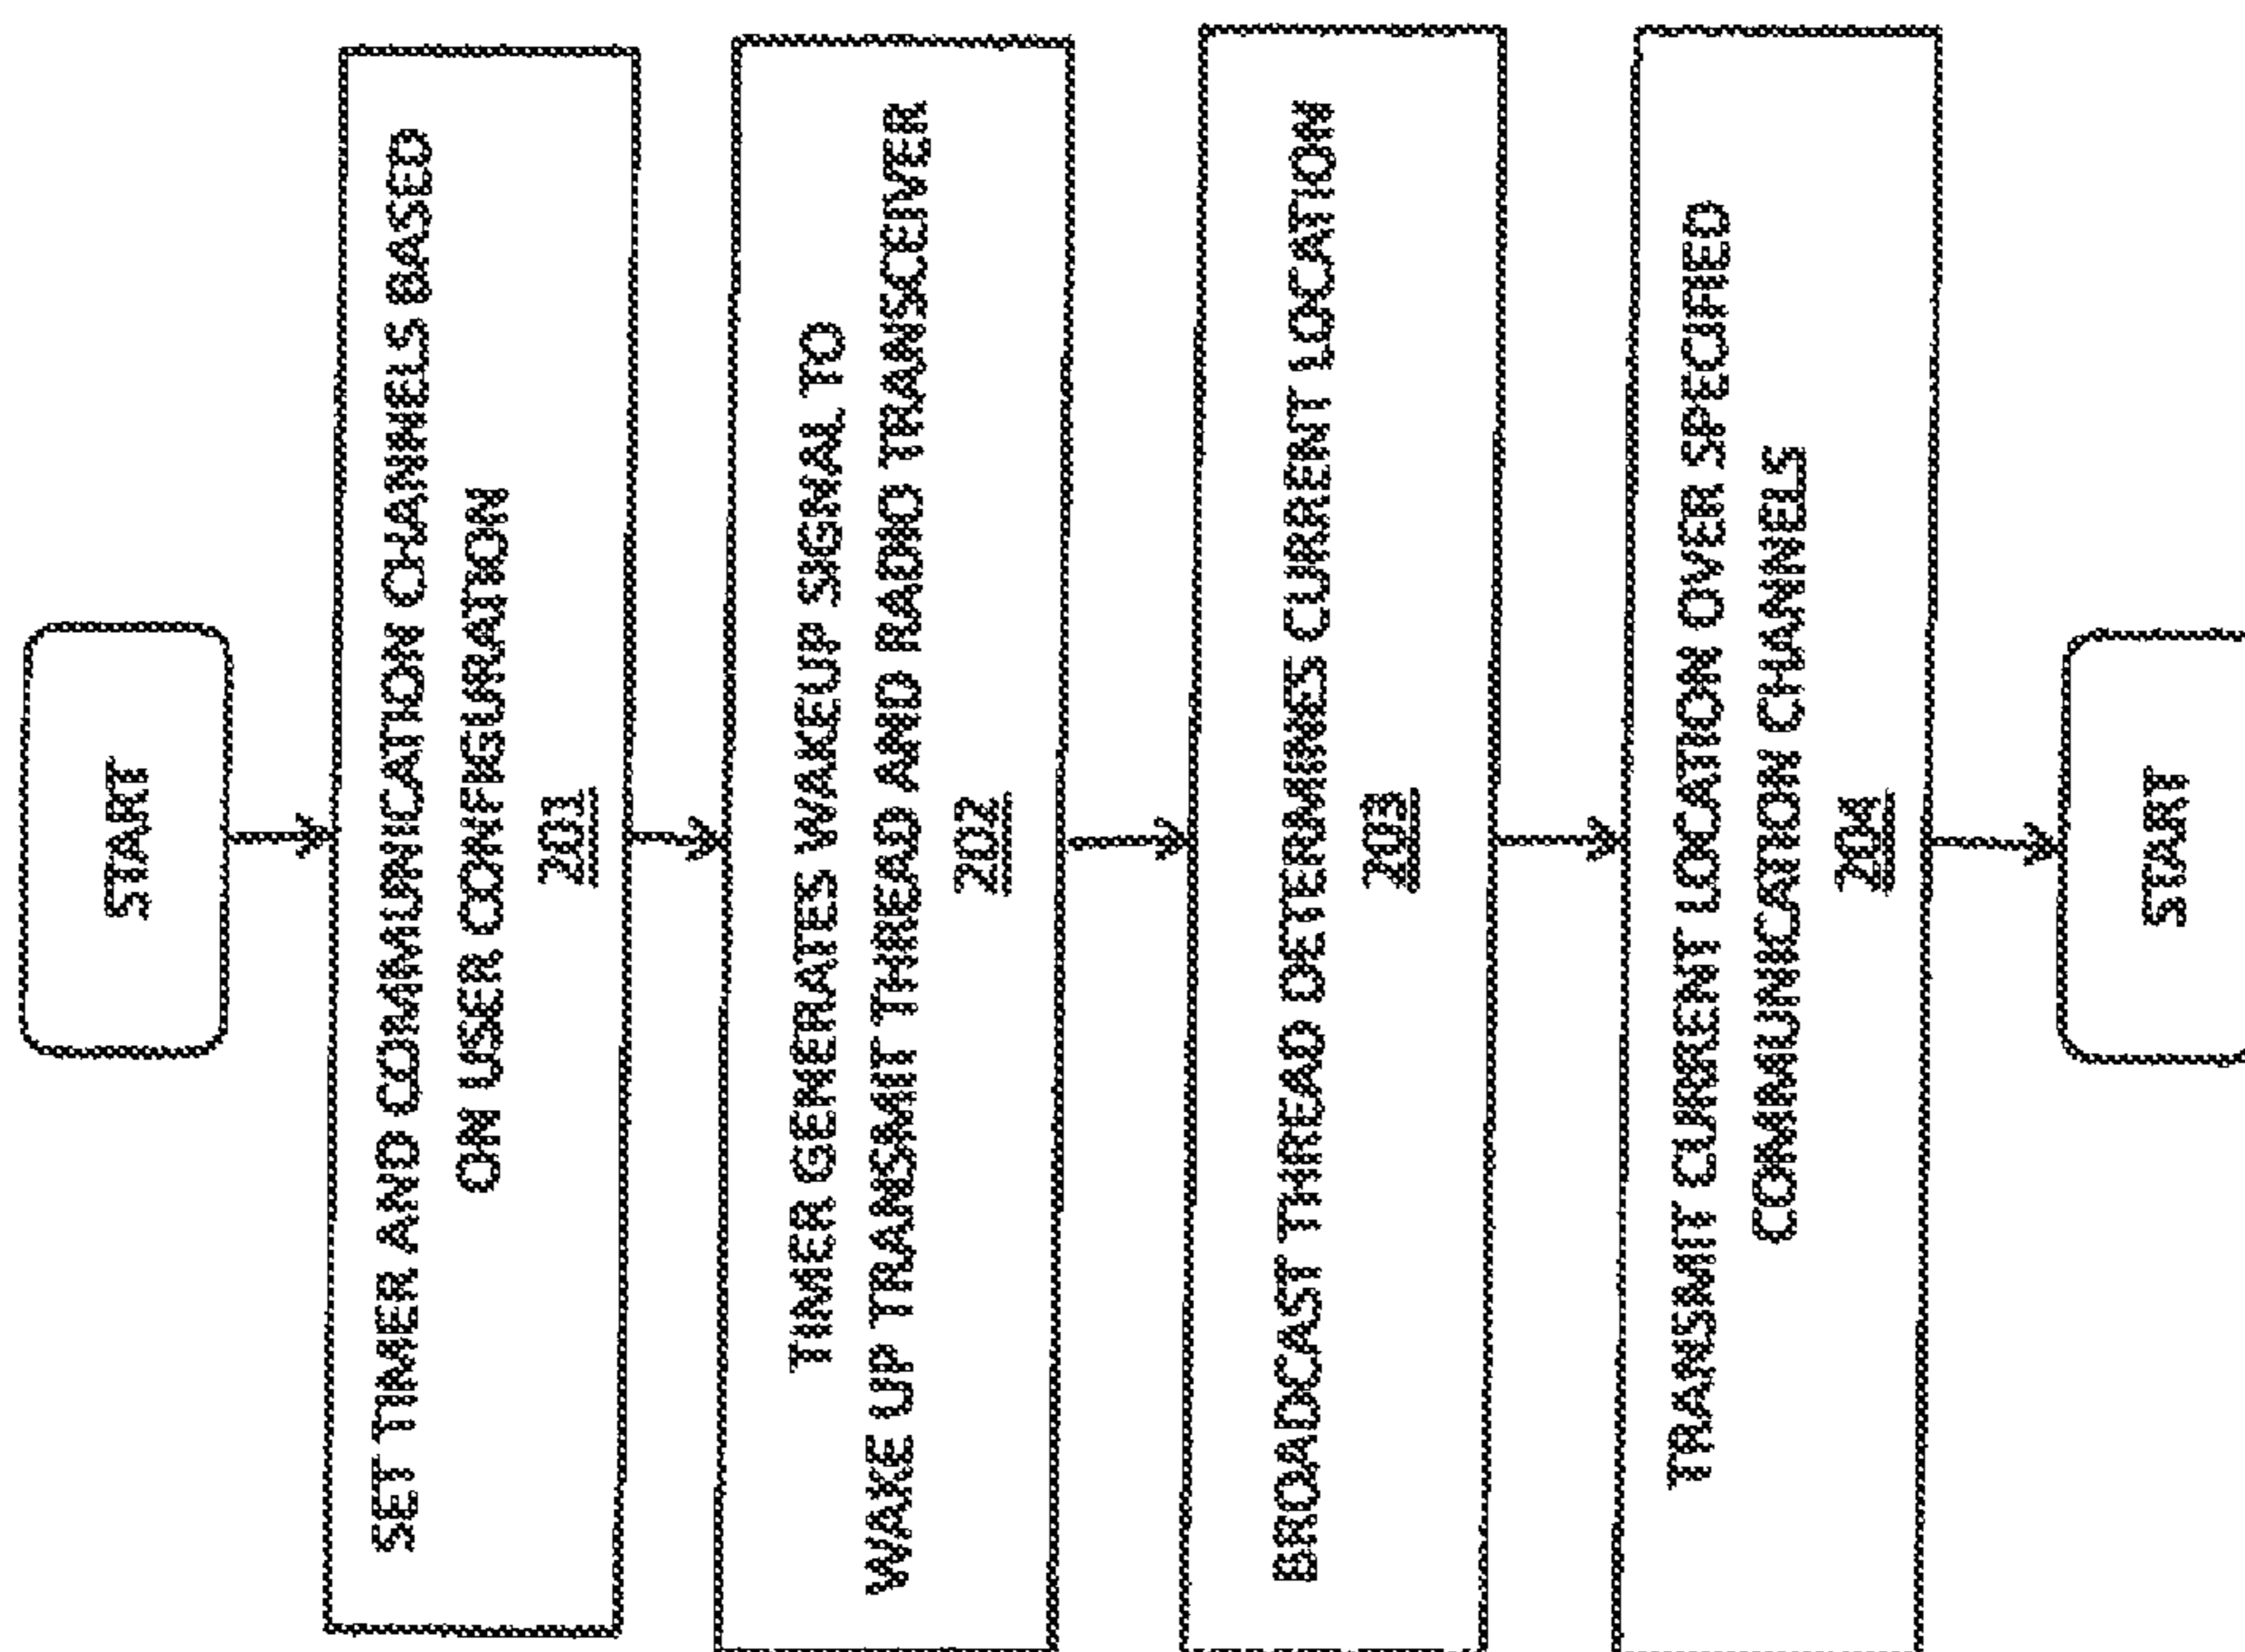 START
SET TIMER AND COMMUNICATION CHANNELS BASED
ON USER CONFIGURATION
201
TIMER GENERATES WAKEUP SIGNAL TO
WAKE UP TRANSMIT THREAD AND RADIO TRANSCEIVER
202
BROADCAST THREAD DETERMINES CURRENT LOCATION
203
TRANSMIT CURRENT LOCATION OVER SPECIFIED
COMMUNICATION CHANNELS
204
START